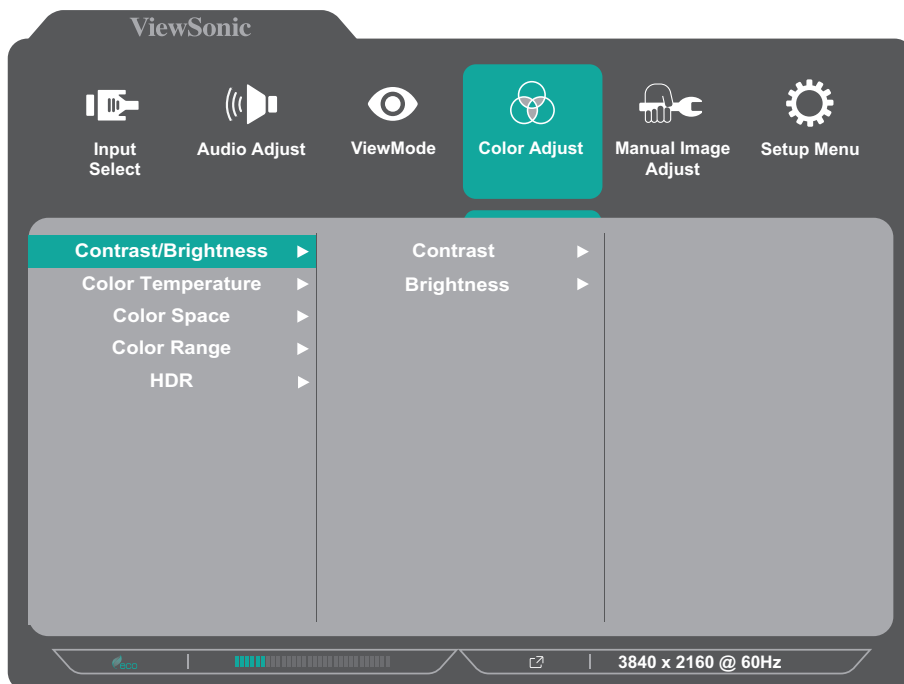 ViewSonic
Input
Select
Audio Adjust
ViewMode
Color Adjust
Manual Image
Adjust
Setup Menu
Contrast/Brightness
Color Temperature
Color Space
Color Range
HDR
Contrast
Brightness
eco
3840 x 2160 @ 60Hz